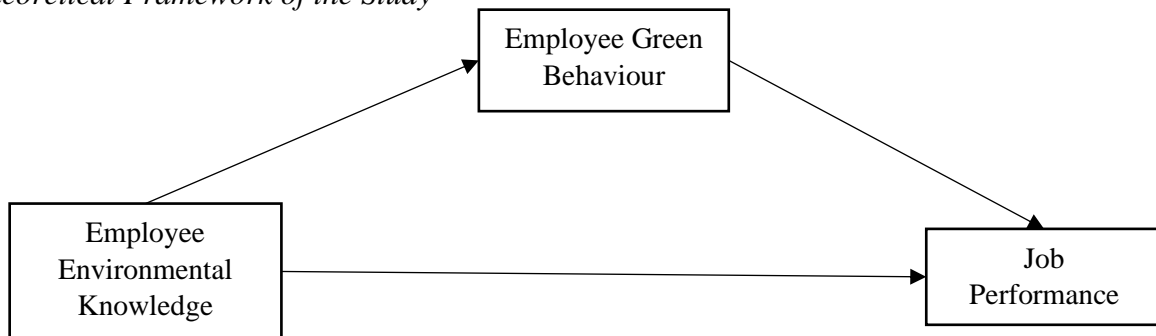 Framework of the Study
Employee Green
Behaviour
Employee
Environmental
Knowledge
Job
Performance